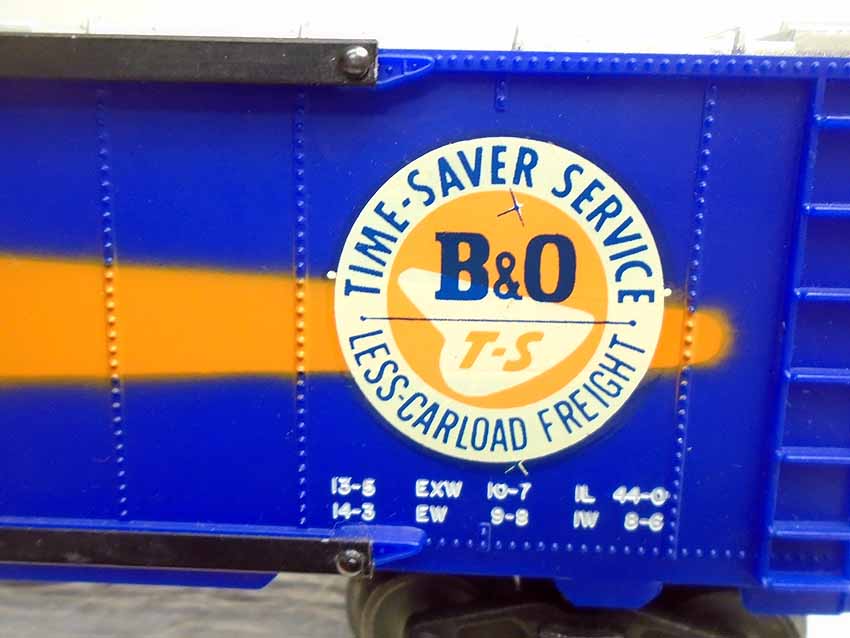 TIME-SAVER SERVICE
B&O
T-S
LESS-CARLOAD FREIGHT
13-5 EXW 10-7 IL 44-0
14-3 EW 9-8 IW 8-6